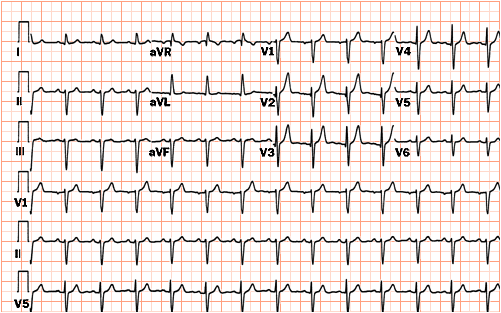 I aVR V1 V4
II aVL V2 V5
III aVF V3 V6
V1
II
V5